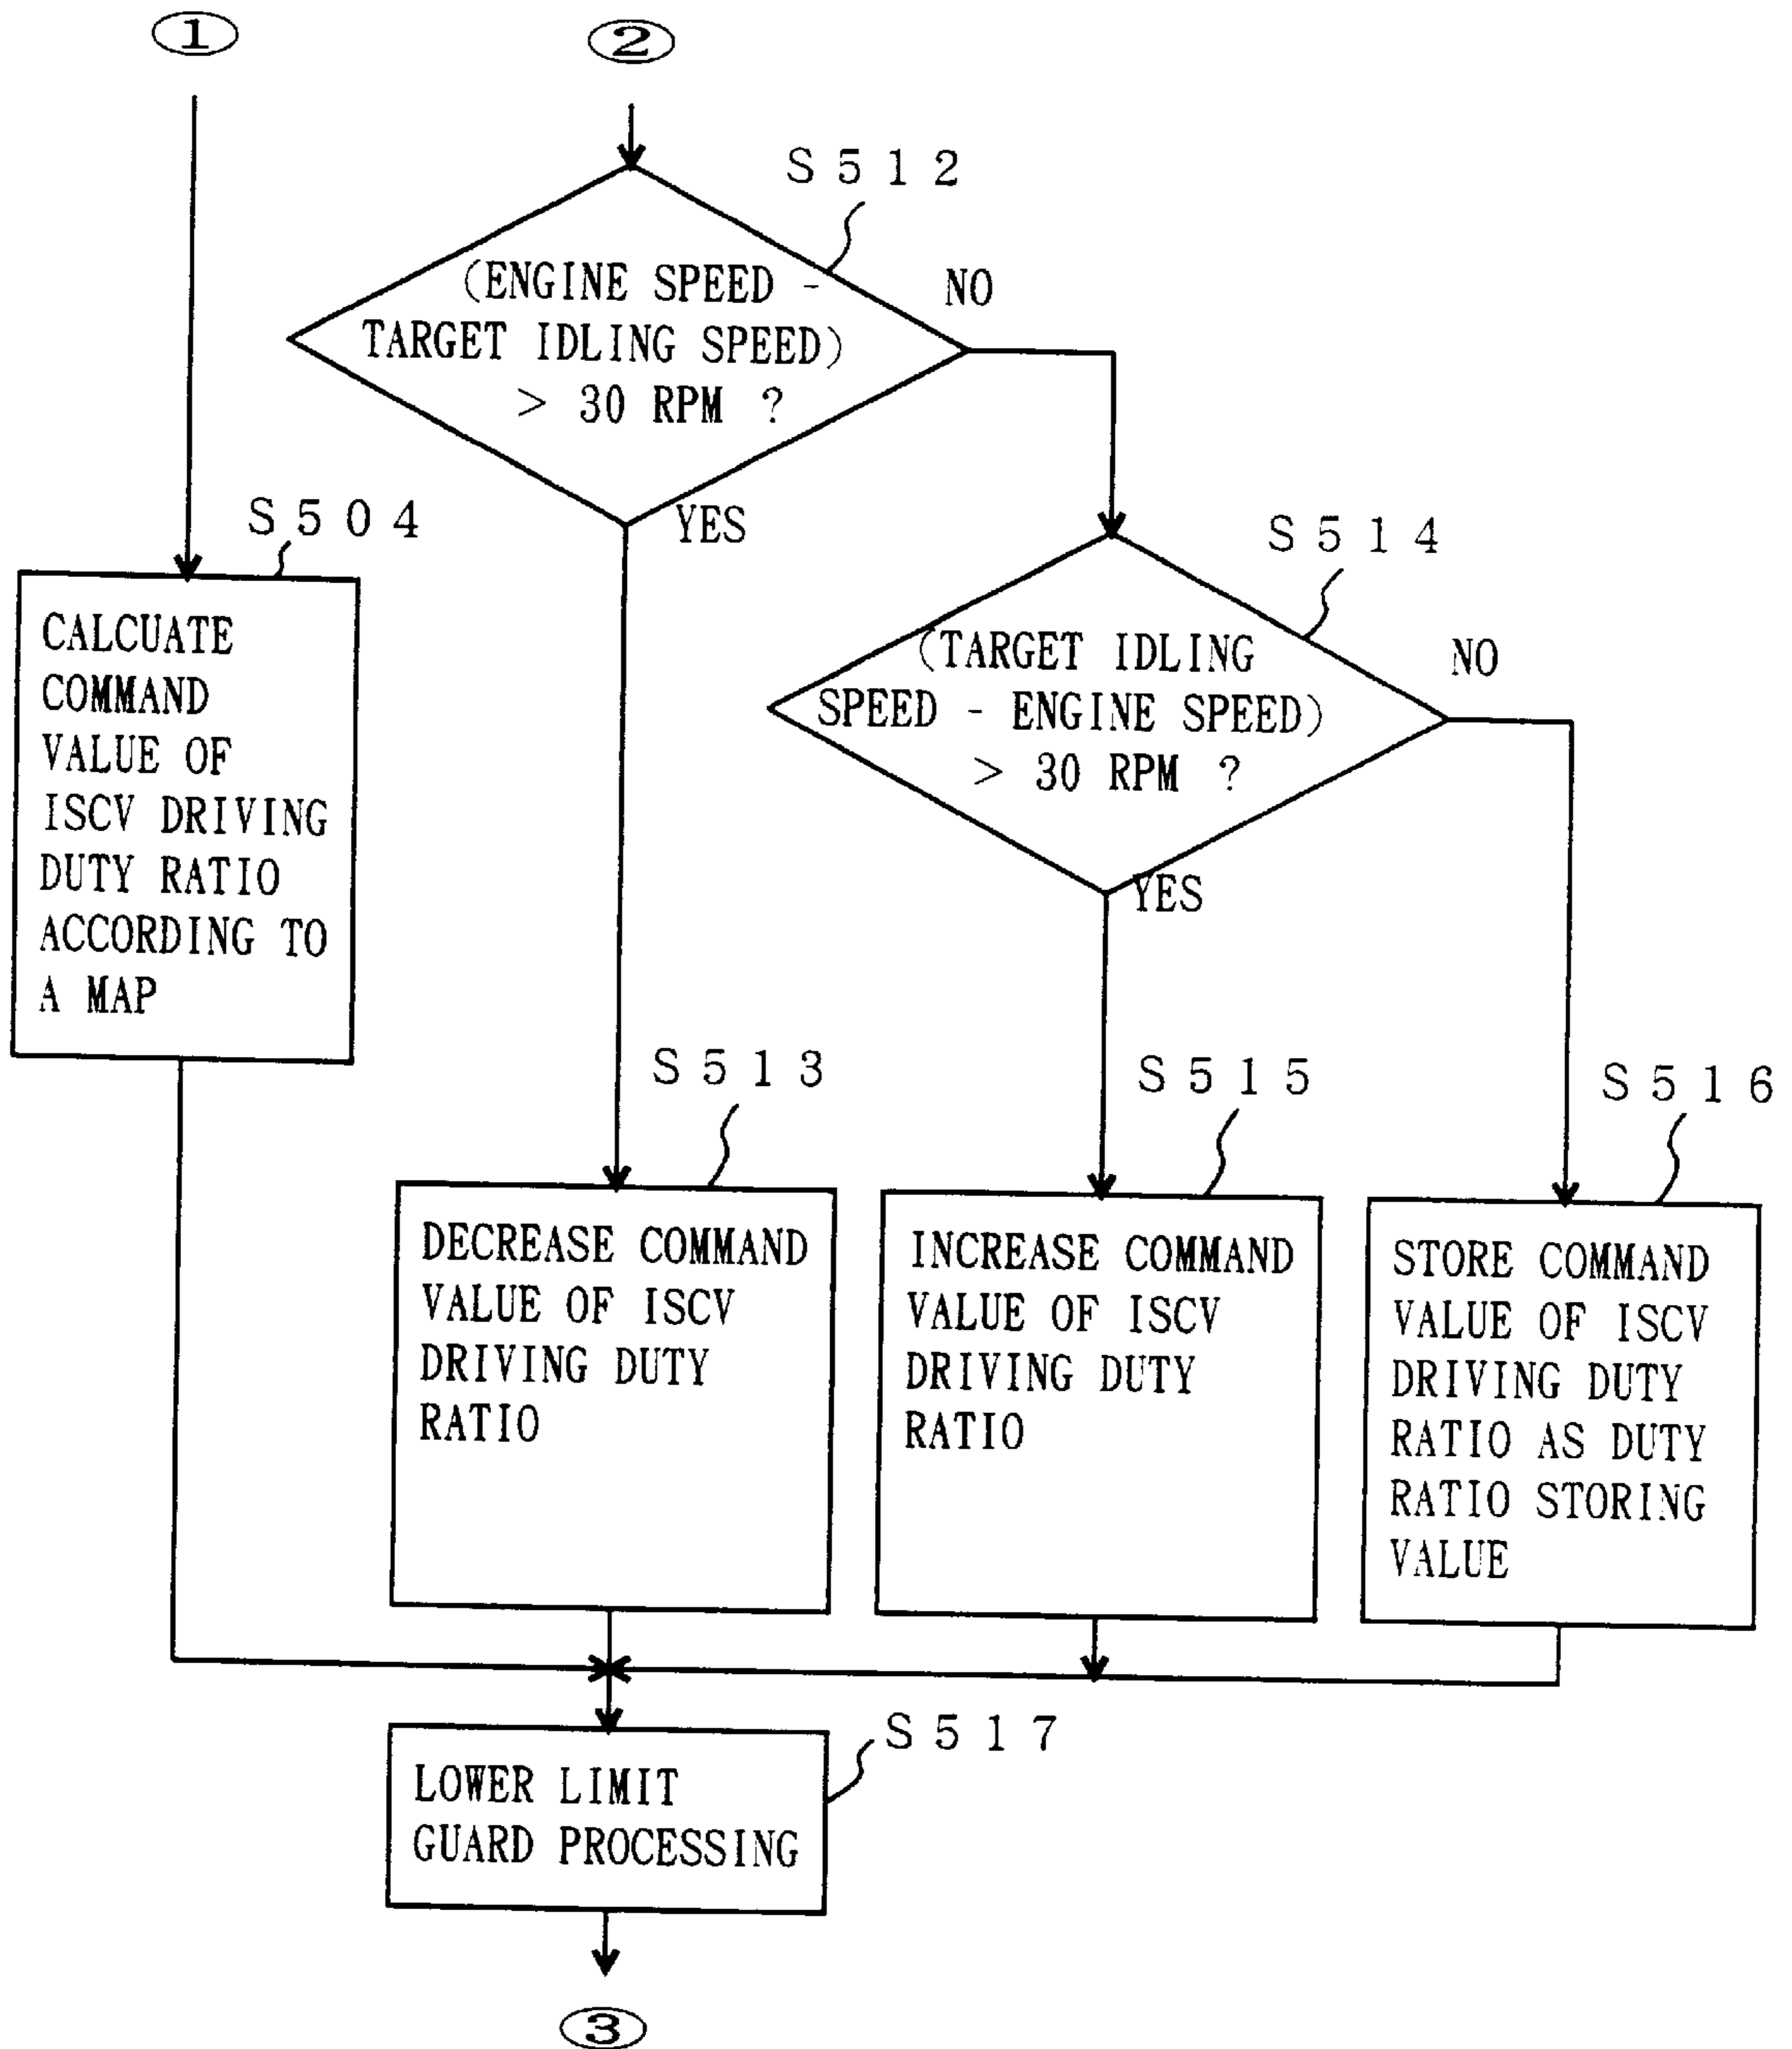 ①
②
S512
(ENGINE SPEED -
TARGET IDLING SPEED)
> 30 RPM ?
NO
YES
S504
CALCUATE
COMMAND
VALUE OF
ISCV DRIVING
DUTY RATIO
ACCORDING TO
A MAP
S514
(TARGET IDLING
SPEED - ENGINE SPEED)
> 30 RPM ?
NO
YES
S513
DECREASE COMMAND
VALUE OF ISCV
DRIVING DUTY
RATIO
S515
INCREASE COMMAND
VALUE OF ISCV
DRIVING DUTY
RATIO
S516
STORE COMMAND
VALUE OF ISCV
DRIVING DUTY
RATIO AS DUTY
RATIO STORING
VALUE
S517
LOWER LIMIT
GUARD PROCESSING
③